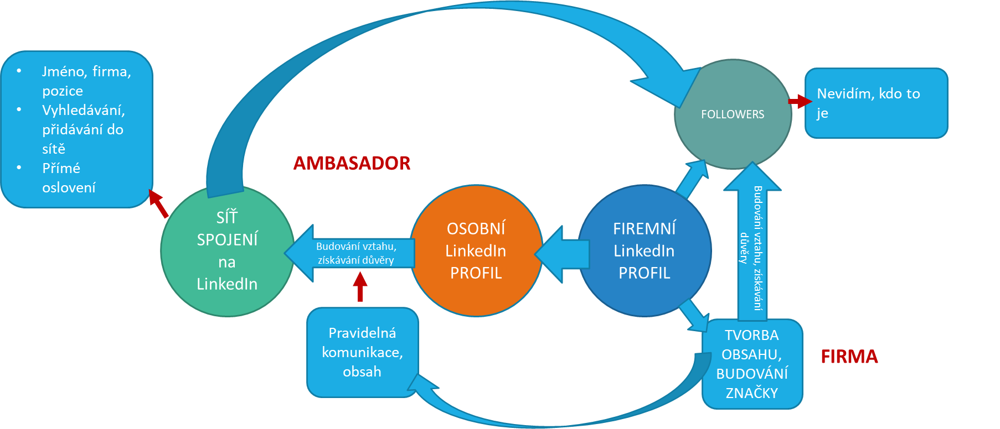 • Jméno, firma,
pozice
• Vyhledávání,
přidávání do
sítě
• Přímé
oslovení
AMBASADOR
FOLLOWERS
Nevidím, kdo to
je
SÍŤ
SPOJENÍ
na
LinkedIn
Budování vztahu,
získávání důvěry
OSOBNÍ
LinkedIn
PROFIL
FIREMNÍ
LinkedIn
PROFIL
Budování vztahu, získávání
důvěry
Pravidelná
komunikace,
obsah
TVORBA
OBSAHU,
BUDOVÁNÍ
ZNAČKY
FIRMA